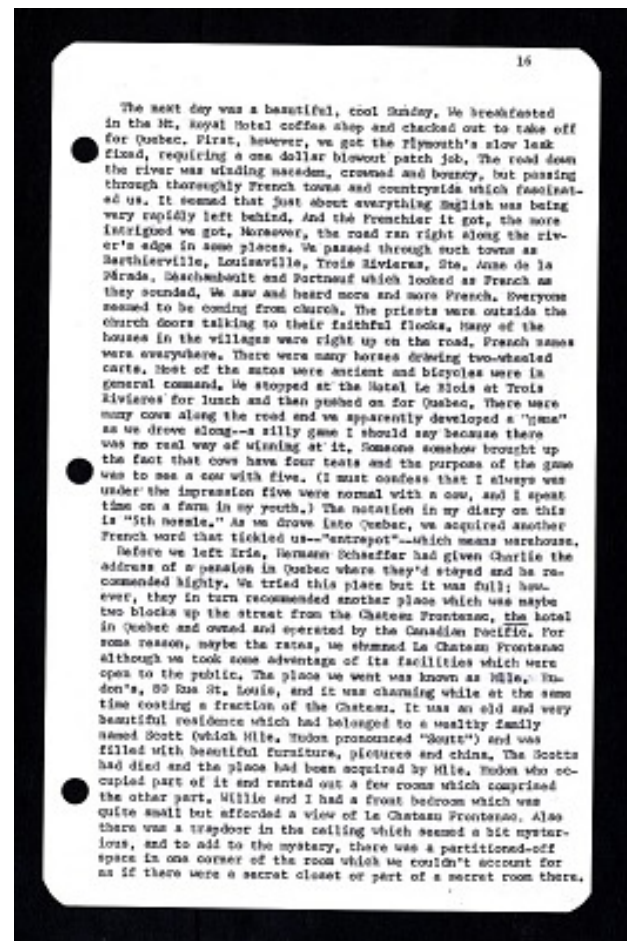 16
The next day was a beautiful, cool Sunday. We breakfasted
in the Mt. Royal Hotel coffee shop and checked out to take off
for Quebec. First, however, we got the Plymouth's slow leak
fixed, requiring a one dollar blowout patch job. The road down
the river was winding macadam, crowned and bouncy, but passing
through thoroughly French towns and countryside which fascinat-
ed us. It seemed that just about everything English was being
very rapidly left behind. And the Frenchier it got, the more
intrigued we got. Moreover, the road ran right along the riv-
er's edge in some places. We passed through such towns as
Berthierville, Louiseville, Trois Rivieres, Ste. Anne de la
Pérade, Deschambault and Portneuf which looked as French as
they sounded. We saw and heard more and more French. Everyone
seemed to be coming from church. The priests were outside the
church doors talking to their faithful flocks. Many of the
houses in the villages were right up on the road. French names
were everywhere. There were many horses drawing two-wheeled
carts. Most of the autos were ancient and bicycles were in
general command. We stopped at the Hotel Le Blois at Trois
Rivieres for lunch and then pushed on for Quebec. There were
many cows along the road and we apparently developed a "game"
as we drove along--a silly game I should say because there
was no real way of winning at it. Someone somehow brought up
the fact that cows have four teats and the purpose of the game
was to see a cow with five. (I must confess that I always was
under the impression five were normal with a cow, and I spent
time on a farm in my youth.) The notation in my diary on this
is "5th nossle." As we drove into Quebec, we acquired another
French word that tickled us--"entrepot"--which means warehouse.
Before we left Erie, Hermann Schaeffer had given Charlie the
address of a pension in Quebec where they'd stayed and he re-
commended highly. We tried this place but it was full; how-
ever, they in turn recommended another place which was maybe
two blocks up the street from the Chateau Frontenac, the hotel
in Quebec and owned and operated by the Canadian Pacific. For
some reason, maybe the rates, we shunned Le Chateau Frontenac
although we took some advantage of its facilities which were
open to the public. The place we went was known as Mlle. Hu-
don's, 80 Rue St. Louis, and it was charming while at the same
time costing a fraction of the Chateau. It was an old and very
beautiful residence which had belonged to a wealthy family
named Scott (which Mlle. Hudon pronounced "Scutt") and was
filled with beautiful furniture, pictures and china. The Scotts
had died and the place had been acquired by Mlle. Hudon who oc-
cupied part of it and rented out a few rooms which comprised
the other part. Willie and I had a front bedroom which was
quite small but afforded a view of Le Chateau Frontenac. Also
there was a trapdoor in the ceiling which seemed a bit myster-
ious, and to add to the mystery, there was a partitioned-off
space in one corner of the room which we couldn't account for
as if there were a secret closet or part of a secret room there.